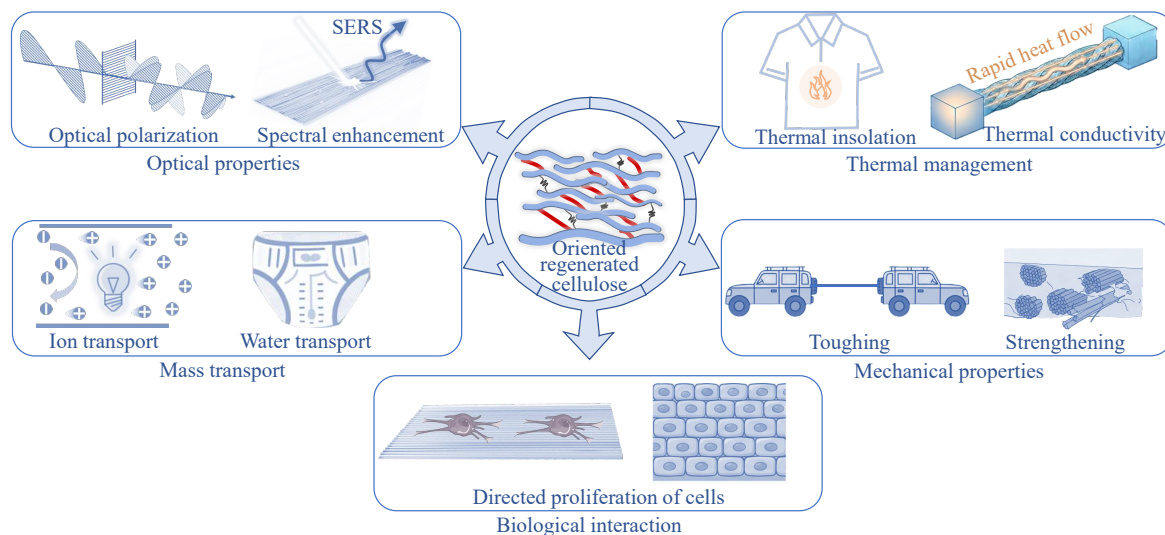 SERS
Optical polarization
Spectral enhancement
Optical properties
Rapid heat flow
Thermal insolation
Thermal conductivity
Thermal management
Oriented
regenerated
cellulose
Ion transport
Water transport
Mass transport
Toughing
Strengthening
Mechanical properties
Directed proliferation of cells
Biological interaction